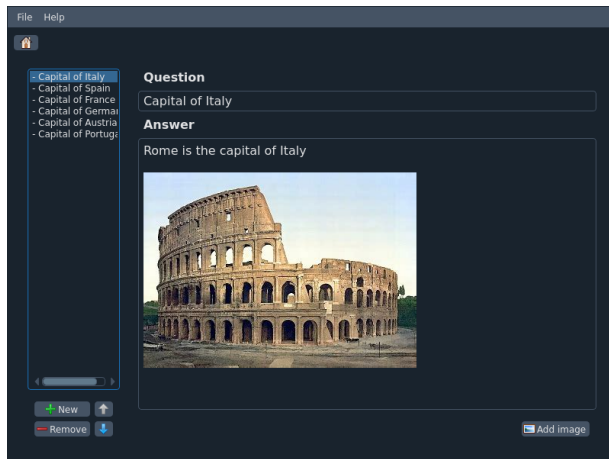 File Help
- Capital of Italy
- Capital of Spain
- Capital of France
- Capital of Germa
- Capital of Austria
- Capital of Portuga
New
Remove
Question
Capital of Italy
Answer
Rome is the capital of Italy
Add image